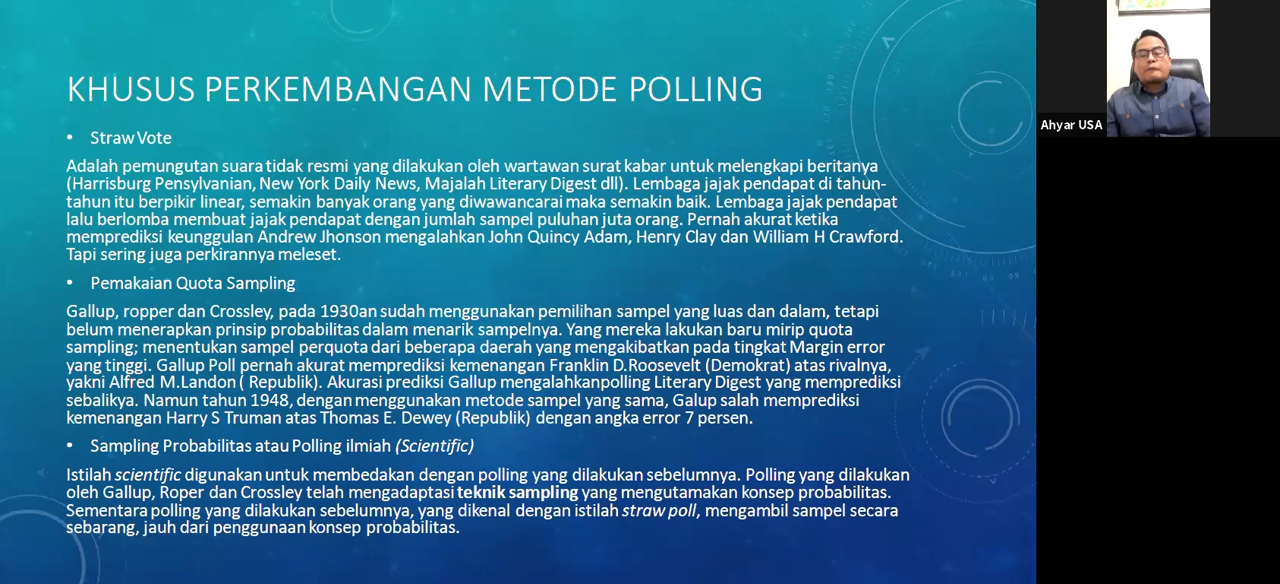 KHUSUS PERKEMBANGAN METODE POLLING
• Straw Vote
Adalah pemungutan suara tidak resmi yang dilakukan oleh wartawan surat kabar untuk melengkapi beritanya
(Harrisburg Pensylvanian, New York Daily News, Majalah Literary Digest dll). Lembaga jajak pendapat di tahun-
tahun itu berpikir linear, semakin banyak orang yang diwawancarai maka semakin baik. Lembaga jajak pendapat
lalu berlomba membuat jajak pendapat dengan jumlah sampel puluhan juta orang. Pernah akurat ketika
memprediksi keunggulan Andrew Jhonson mengalahkan John Quincy Adam, Henry Clay dan William H Crawford.
Tapi sering juga perkirannya meleset.
• Pemakaian Quota Sampling
Gallup, ropper dan Crossley, pada 1930an sudah menggunakan pemilihan sampel yang luas dan dalam, tetapi
belum menerapkan prinsip probabilitas dalam menarik sampelnya. Yang mereka lakukan baru mirip quota
sampling; menentukan sampel perquota dari beberapa daerah yang mengakibatkan pada tingkat Margin error
yang tinggi. Gallup Poll pernah akurat memprediksi kemenangan Franklin D.Roosevelt (Demokrat) atas rivalnya,
yakni Alfred M.Landon ( Republik). Akurasi prediksi Gallup mengalahkanpolling Literary Digest yang memprediksi
sebalikya. Namun tahun 1948, dengan menggunakan metode sampel yang sama, Galup salah memprediksi
kemenangan Harry S Truman atas Thomas E. Dewey (Republik) dengan angka error 7 persen.
• Sampling Probabilitas atau Polling ilmiah (Scientific)
Istilah scientific digunakan untuk membedakan dengan polling yang dilakukan sebelumnya. Polling yang dilakukan
oleh Gallup, Roper dan Crossley telah mengadaptasi teknik sampling yang mengutamakan konsep probabilitas.
Sementara polling yang dilakukan sebelumnya, yang dikenal dengan istilah straw poll, mengambil sampel secara
sebarang, jauh dari penggunaan konsep probabilitas.
Ahyar USA